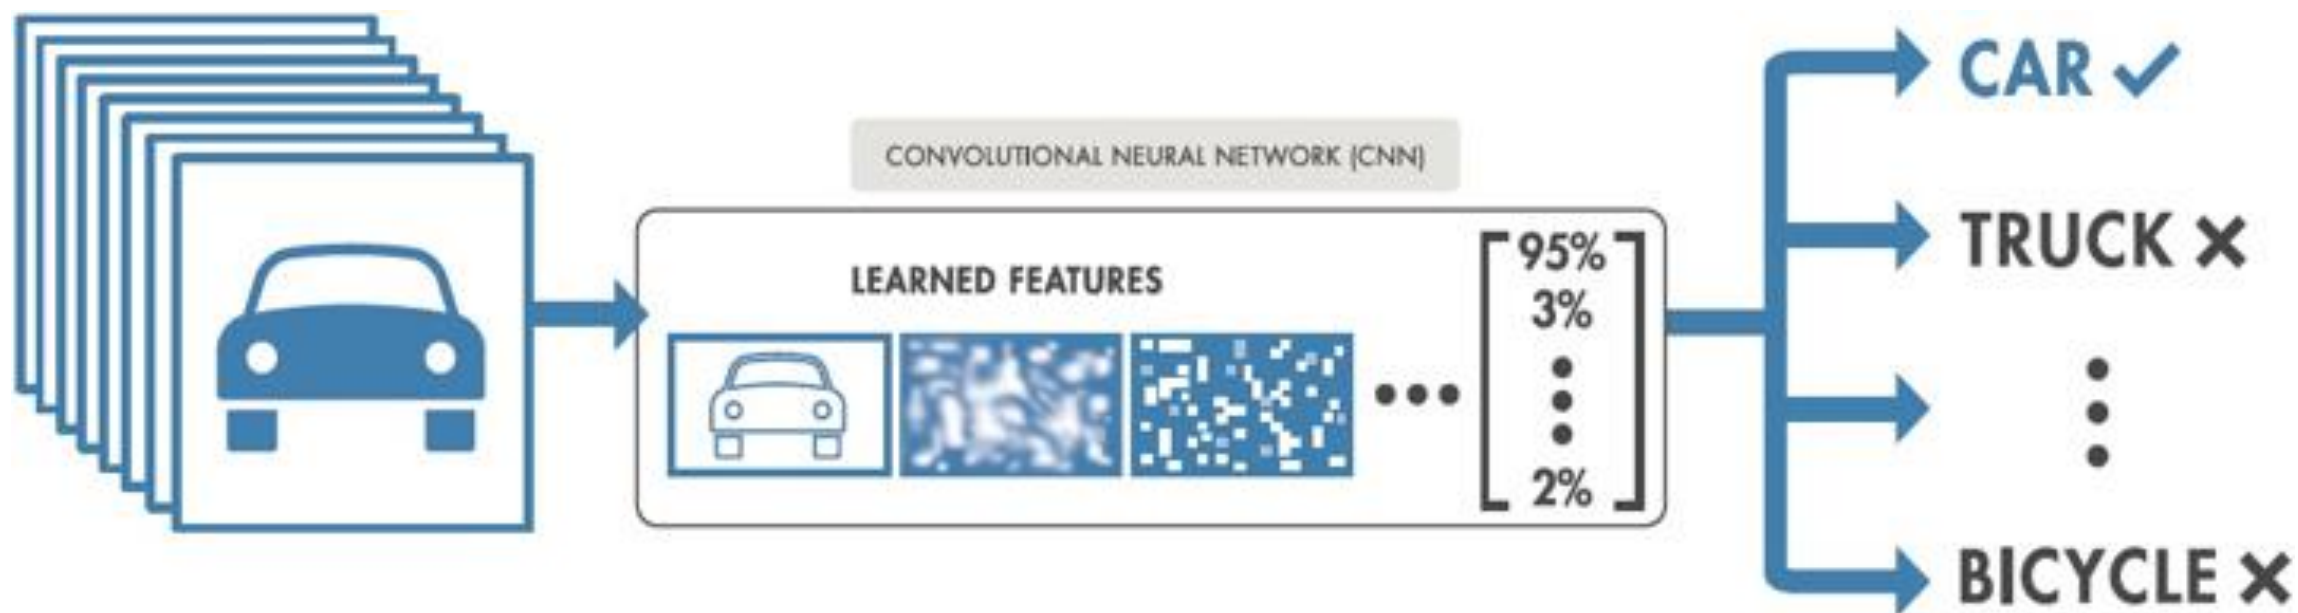 CONVOLUTIONAL NEURAL NETWORK (CNN)
LEARNED FEATURES
95%
3%
2%
CAR
TRUCK
BICYCLE